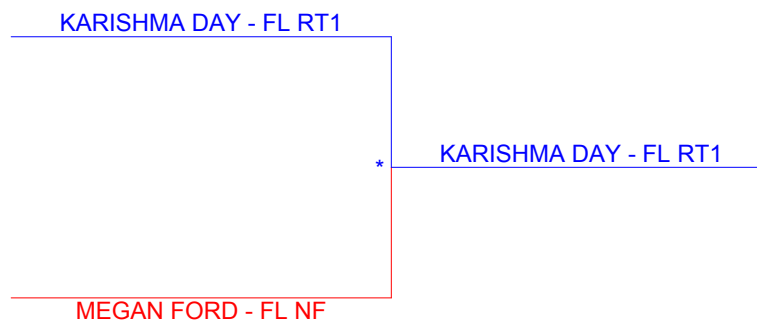 KARISHMA DAY - FL RT1
* KARISHMA DAY - FL RT1
MEGAN FORD - FL NF